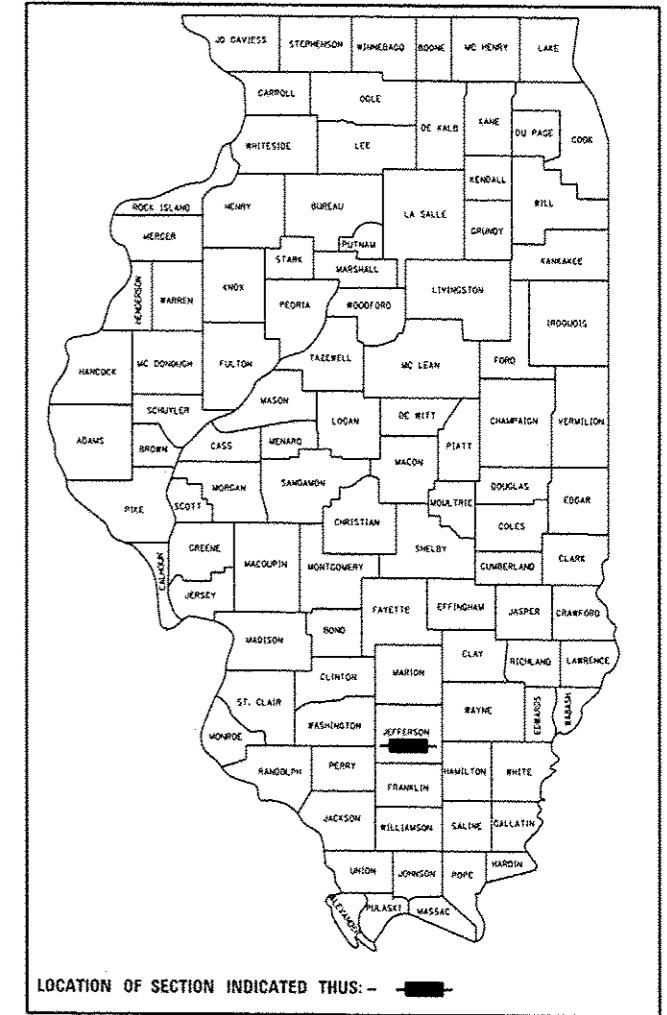 JO DAVIESS STEPHENSON WINNEBAGO BOONE MC HENRY LAKE
CARROLL OGLE DE KALB KANE DU PAGE COOK
WHITESIDE LEE KENDALL WILL
ROCK ISLAND HENRY BUREAU LA SALLE GRUNDY
MERCER PUTNAM KANKAKEE
STARK MARSHALL
HENDERSON WARREN KNOX PEORIA WOODFORD LIVINGSTON IROQUOIS
HANCOCK MC DONOUGH FULTON TAZEWELL MC LEAN FORD
SCHUYLER MASON LOGAN DE WITT CHAMPAIGN VERMILION
ADAMS BROWN CASS MENARD PIATT
MACON
PIKE SCOTT MORGAN SANGAMON MOULTRIE DOUGLAS EDGAR
CHRISTIAN COLES
CALHOUN GREENE MACOUPIN MONTGOMERY SHELBY CUMBERLAND CLARK
JERSEY FAYETTE EFFINGHAM JASPER CRAWFORD
MADISON BOND
CLAY RICHLAND LAWRENCE
CLINTON MARION
ST. CLAIR WAYNE EDWARDS WABASH
WASHINGTON JEFFERSON
MONROE
RANDOLPH PERRY HAMILTON WHITE
FRANKLIN
JACKSON WILLIAMSON SALINE GALLATIN
UNION JOHNSON POPE HARDIN
ALEXANDER PULASKI MASSAC
LOCATION OF SECTION INDICATED THUS: -